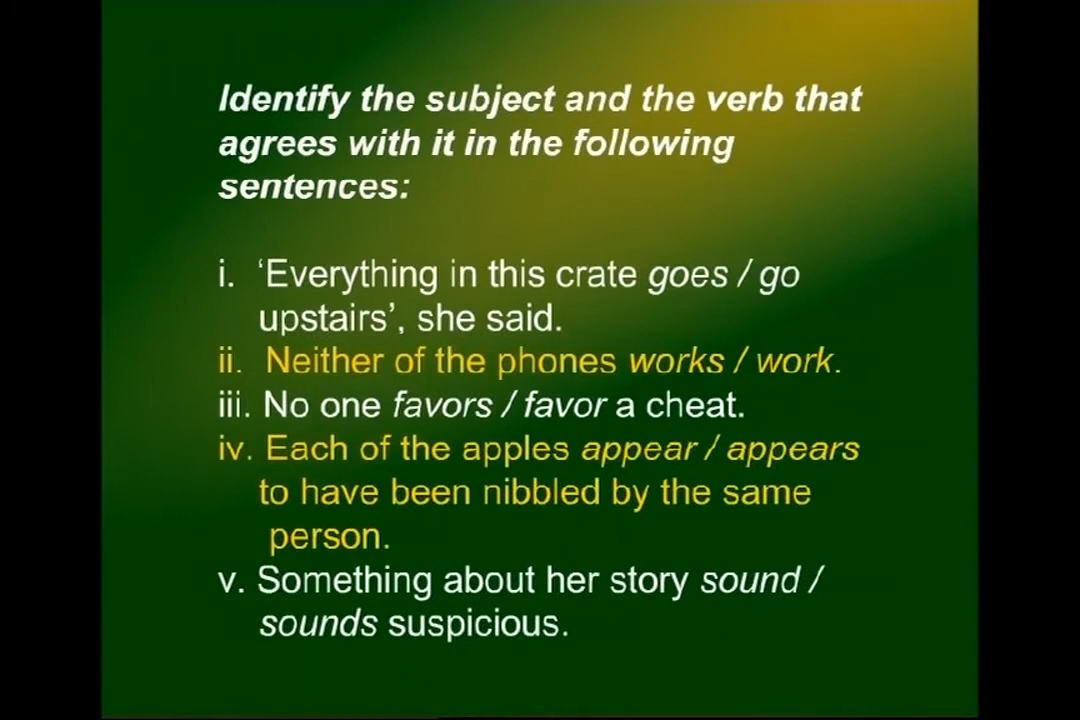 Identify the subject and the verb that
agrees with it in the following
sentences:
i. ‘Everything in this crate goes / go
upstairs’, she said.
ii. Neither of the phones works / work.
iii. No one favors / favor a cheat.
iv. Each of the apples appear / appears
to have been nibbled by the same
person.
v. Something about her story sound /
sounds suspicious.